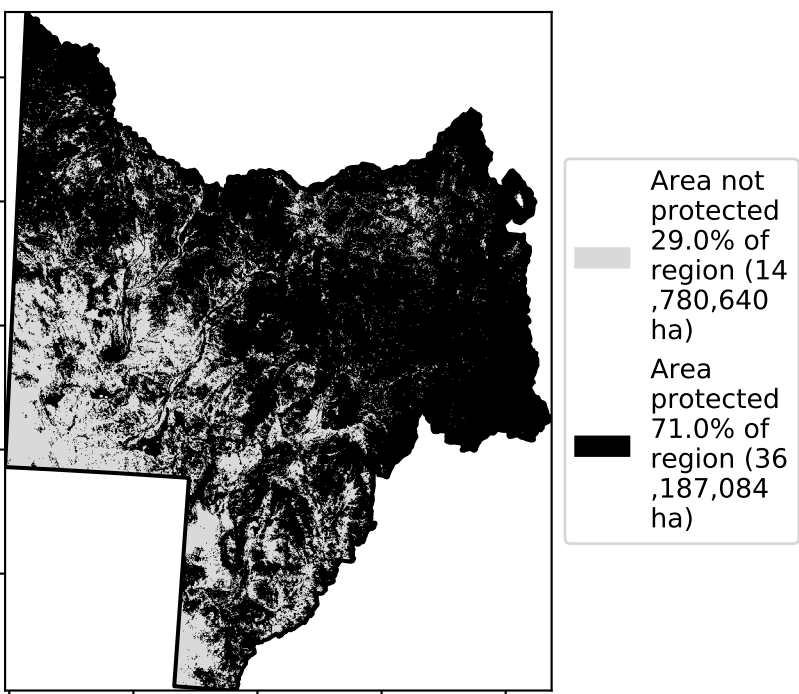 Area not
protected
29.0% of
region (14
,780,640
ha)
Area
protected
71.0% of
region (36
,187,084
ha)